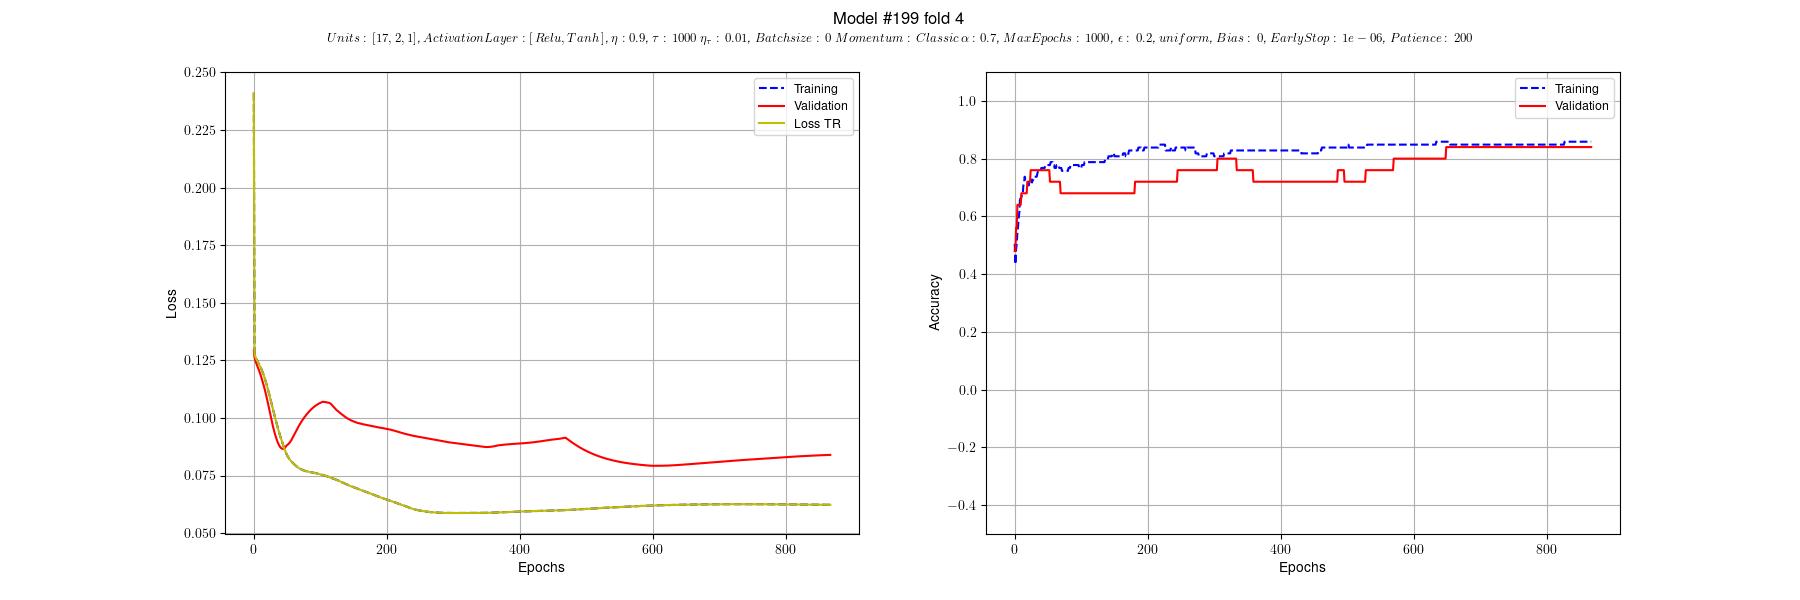 Model #199 fold 4
Units : [17, 2, 1], ActivationLayer : [Relu, Tanh], η : 0.9, τ : 1000 ητ : 0.01, Batchsize : 0 Momentum : Classic α : 0.7, MaxEpochs : 1000, ϵ : 0.2, uniform, Bias : 0, EarlyStop : 1e − 06, Patience : 200
0.250
0.225
0.200
0.175
0.150
0.125
0.100
0.075
0.050
Loss
0 200 400 600 800
Epochs
Training
Validation
Loss TR
1.0
0.8
0.6
0.4
0.2
0.0
−0.2
−0.4
Accuracy
0 200 400 600 800
Epochs
Training
Validation